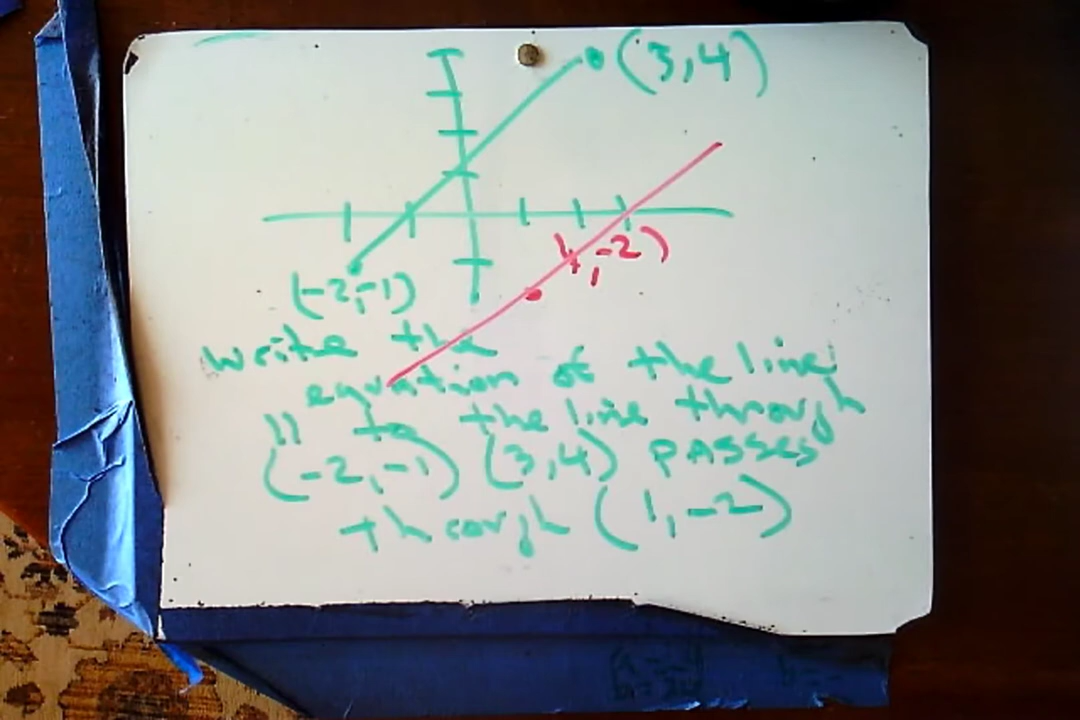 (3,4)
(-2,-1)
1,-2)
write the
equation of the line
|| to the line through
(-2,-1) (3,4) PASSES
through (1,-2)